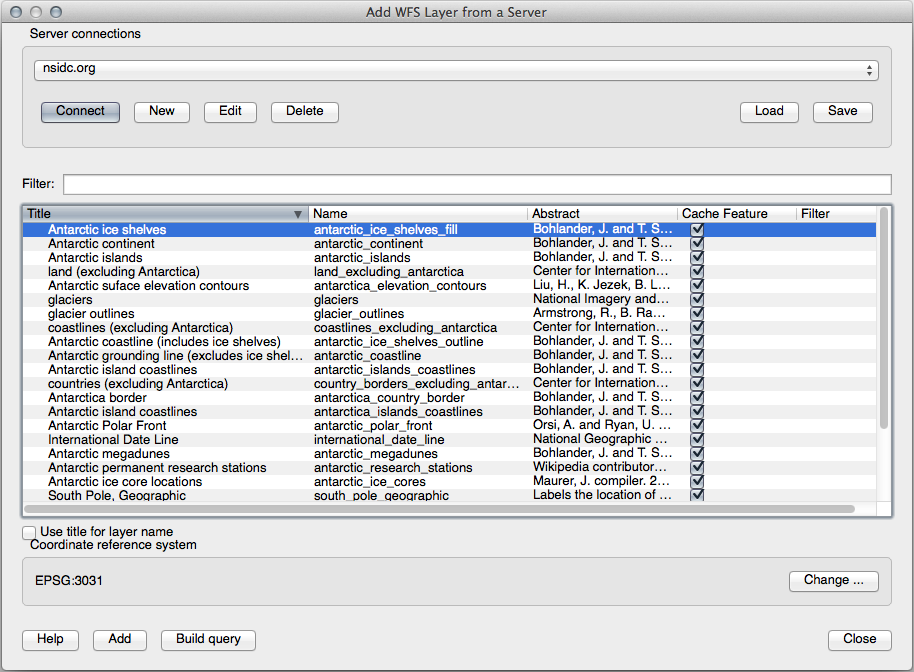 Add WFS Layer from a Server
Server connections
nsidc.org
Connect New Edit Delete Load Save
Filter:
Title Name Abstract Cache Feature Filter
Antarctic ice shelves antarctic_ice_shelves_fill Bohlander, J. and T. S...
Antarctic continent antarctic_continent Bohlander, J. and T. S...
Antarctic islands antarctic_islands Bohlander, J. and T. S...
land (excluding Antarctica) land_excluding_antarctica Center for Internation...
Antarctic suface elevation contours antarctica_elevation_contours Liu, H., K. Jezek, B. L...
glaciers glaciers National Imagery and...
glacier outlines glacier_outlines Armstrong, R., B. Ra...
coastlines (excluding Antarctica) coastlines_excluding_antarctica Center for Internation...
Antarctic coastline (includes ice shelves) antarctic_ice_shelves_outline Bohlander, J. and T. S...
Antarctic grounding line (excludes ice shel... antarctic_coastline Bohlander, J. and T. S...
Antarctic island coastlines antarctic_islands_coastlines Bohlander, J. and T. S...
countries (excluding Antarctica) country_borders_excluding_antar... Center for Internation...
Antarctica border antarctica_country_border Bohlander, J. and T. S...
Antarctic island coastlines antarctica_islands_coastlines Bohlander, J. and T. S...
Antarctic Polar Front antarctic_polar_front Orsi, A. and Ryan, U. ...
International Date Line international_date_line National Geographic ...
Antarctic megadunes antarctic_megadunes Bohlander, J. and T. S...
Antarctic permanent research stations antarctic_research_stations Wikipedia contributor...
Antarctic ice core locations antarctic_ice_cores Maurer, J. compiler. 2...
South Pole, Geographic south_pole_geographic Labels the location of ...
Use title for layer name
Coordinate reference system
EPSG:3031
Change ...
Help Add Build query Close